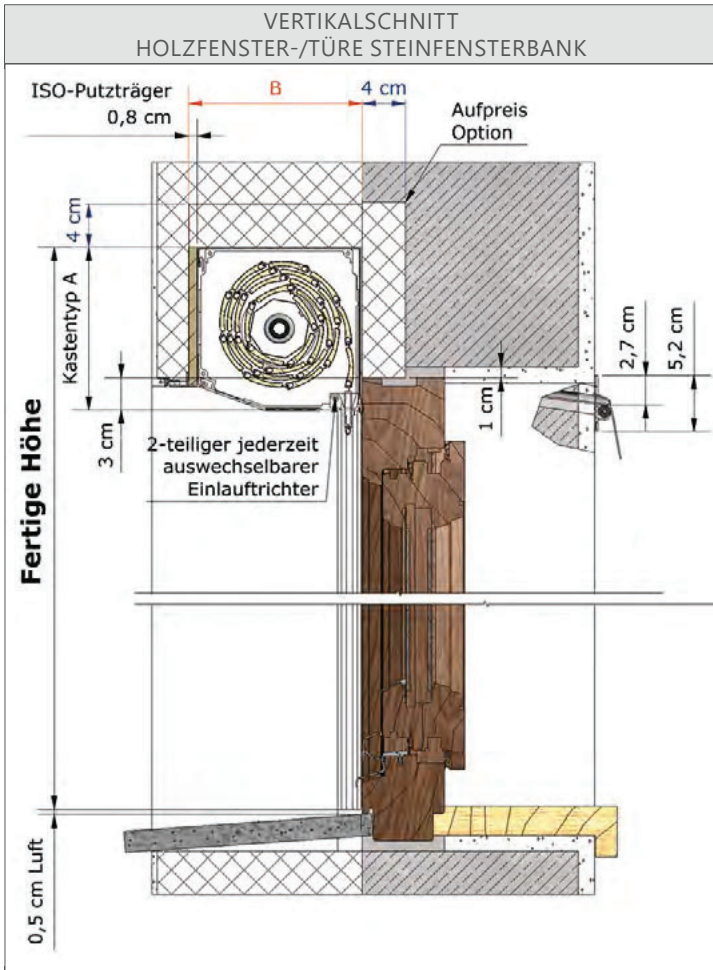 VERTIKALSCHNITT
HOLZFENSTER-/TÜRE STEINFENSTERBANK
ISO-Putzträger
0,8 cm
B
4 cm
Aufpreis
Option
4 cm
Kastentyp A
3 cm
Fertige Höhe
2-teiliger jederzeit
auswechselbarer
Einlauftrichter
1 cm
2,7 cm
5,2 cm
0,5 cm Luft